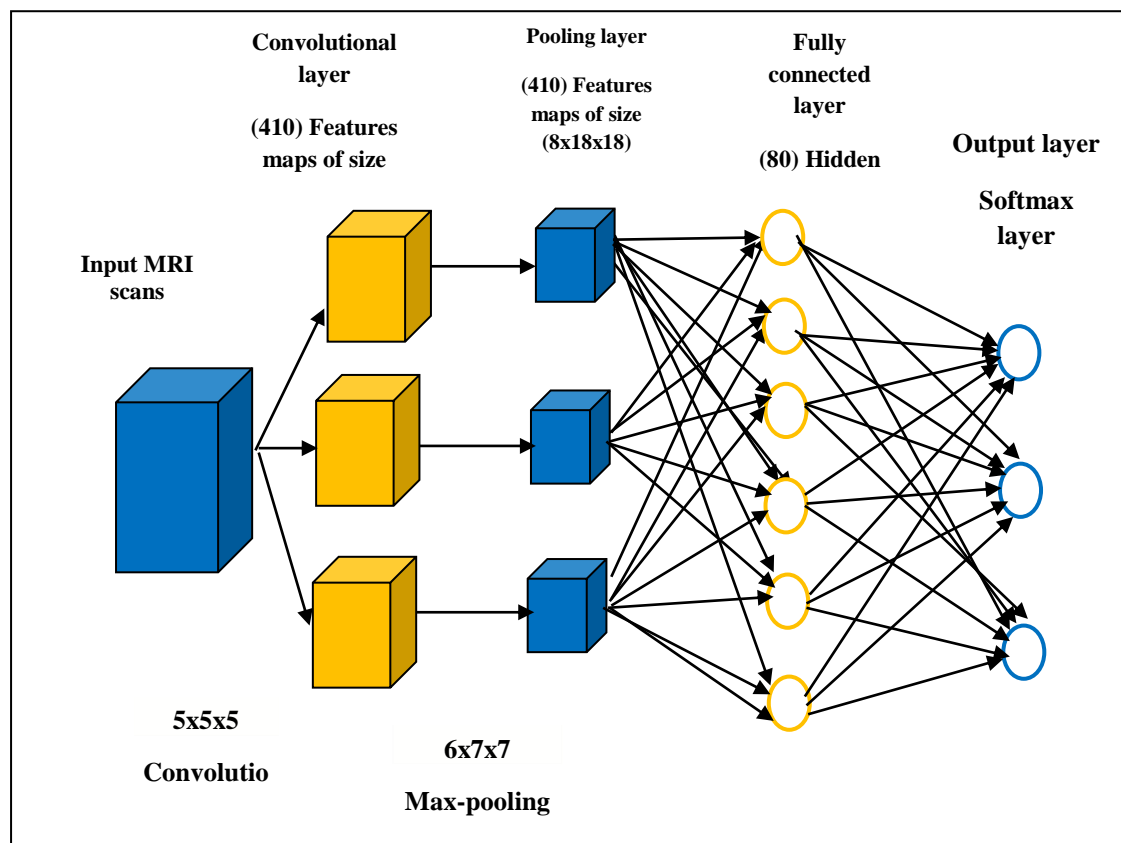 Convolutional
layer
(410) Features
maps of size
Pooling layer
(410) Features
maps of size
(8x18x18)
Fully
connected
layer
(80) Hidden
Output layer
Softmax
layer
Input MRI
scans
5x5x5
Convolutio
6x7x7
Max-pooling